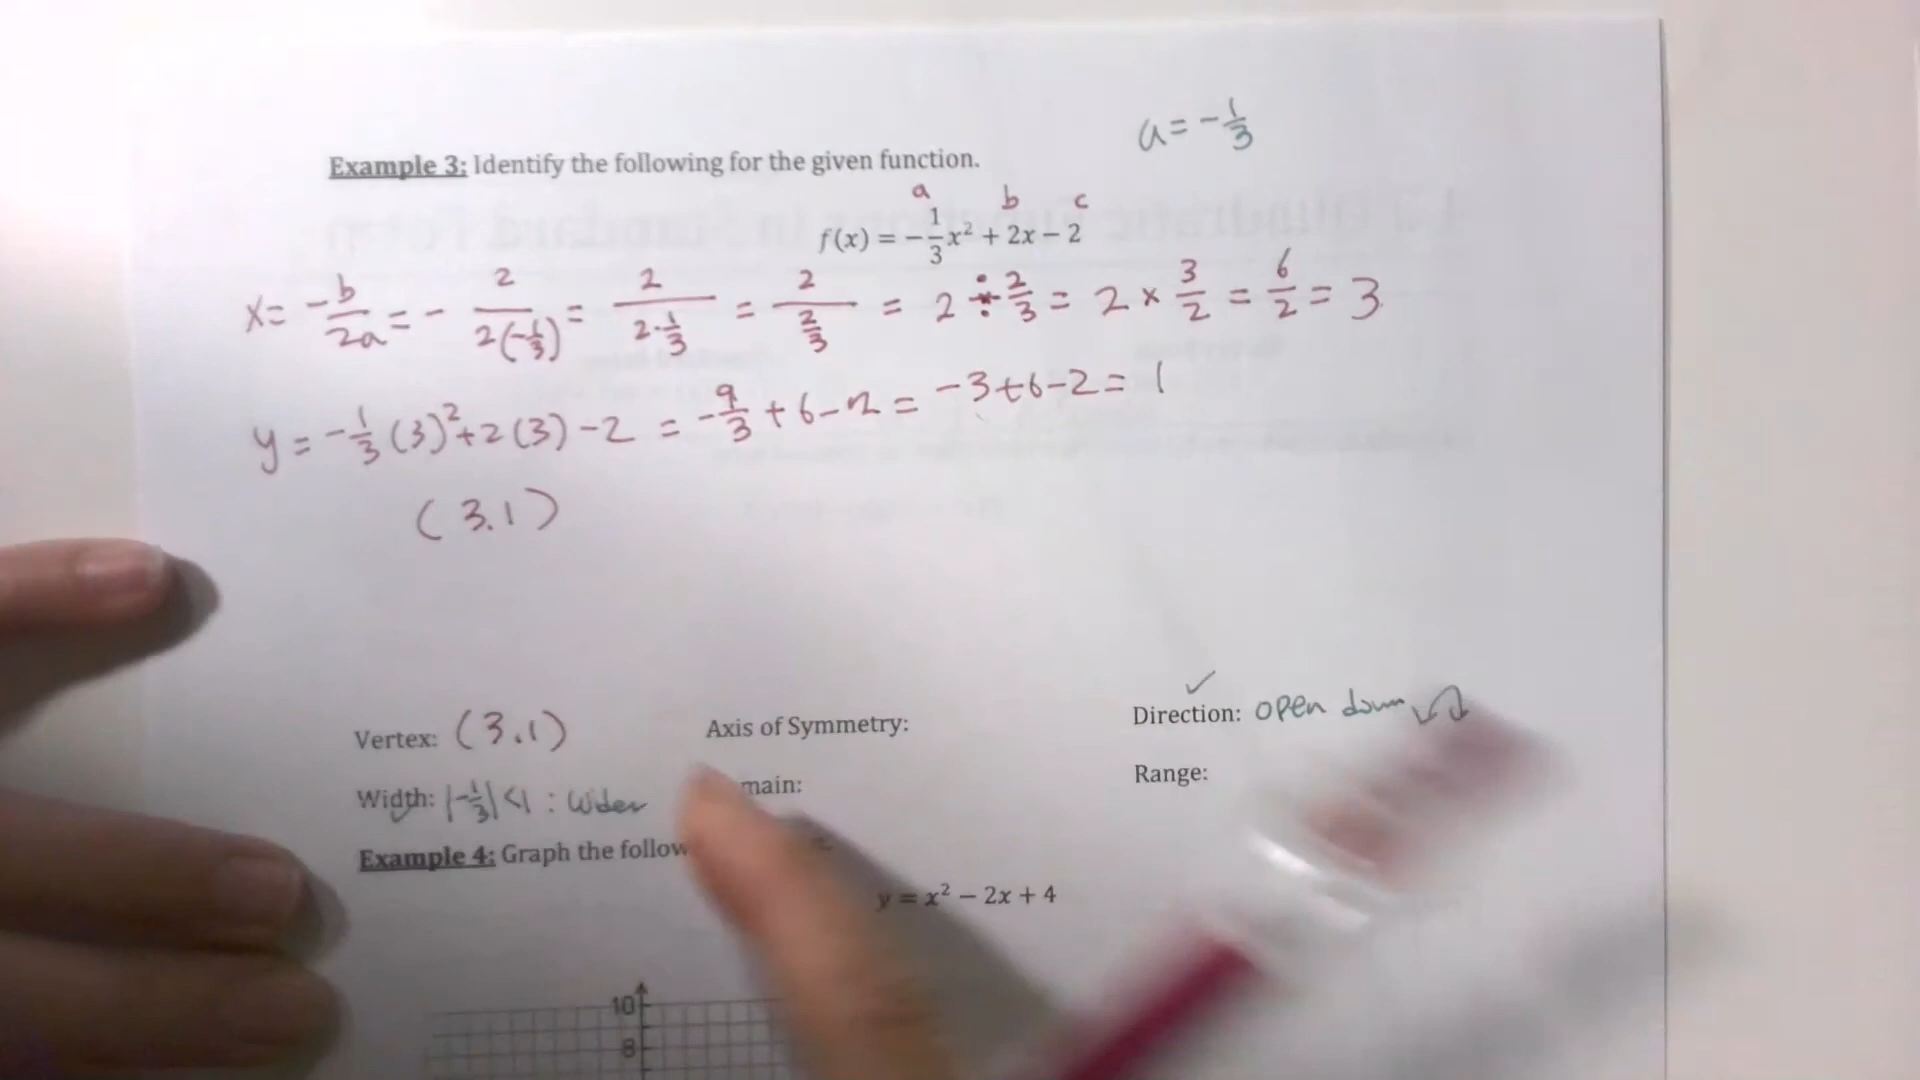 a = -1/3
Example 3: Identify the following for the given function.
a b c
f(x) = -1/3x² + 2x - 2
x = -b/2a = - 2/2(-1/3) = 2/2·1/3 = 2/2/3 = 2 ÷ 2/3 = 2 × 3/2 = 6/2 = 3
y = -1/3(3)²+2(3)-2 = -9/3+6-2 = -3+6-2 = 1
(3.1)
Vertex: (3.1) Axis of Symmetry: Direction: open down
Width: |-1/3|<1 : wider main: Range:
Example 4: Graph the follow
y = x² - 2x + 4
10
8